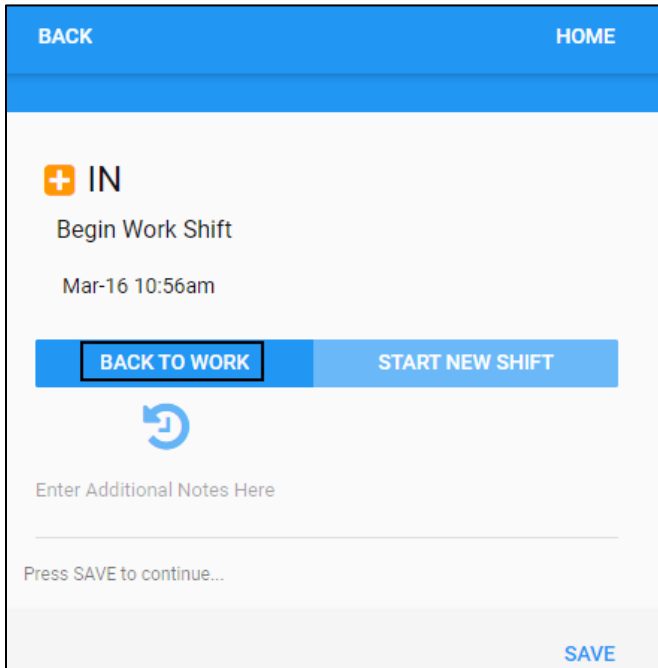 BACK HOME
IN
Begin Work Shift
Mar-16 10:56am
BACK TO WORK START NEW SHIFT
Enter Additional Notes Here
Press SAVE to continue...
SAVE